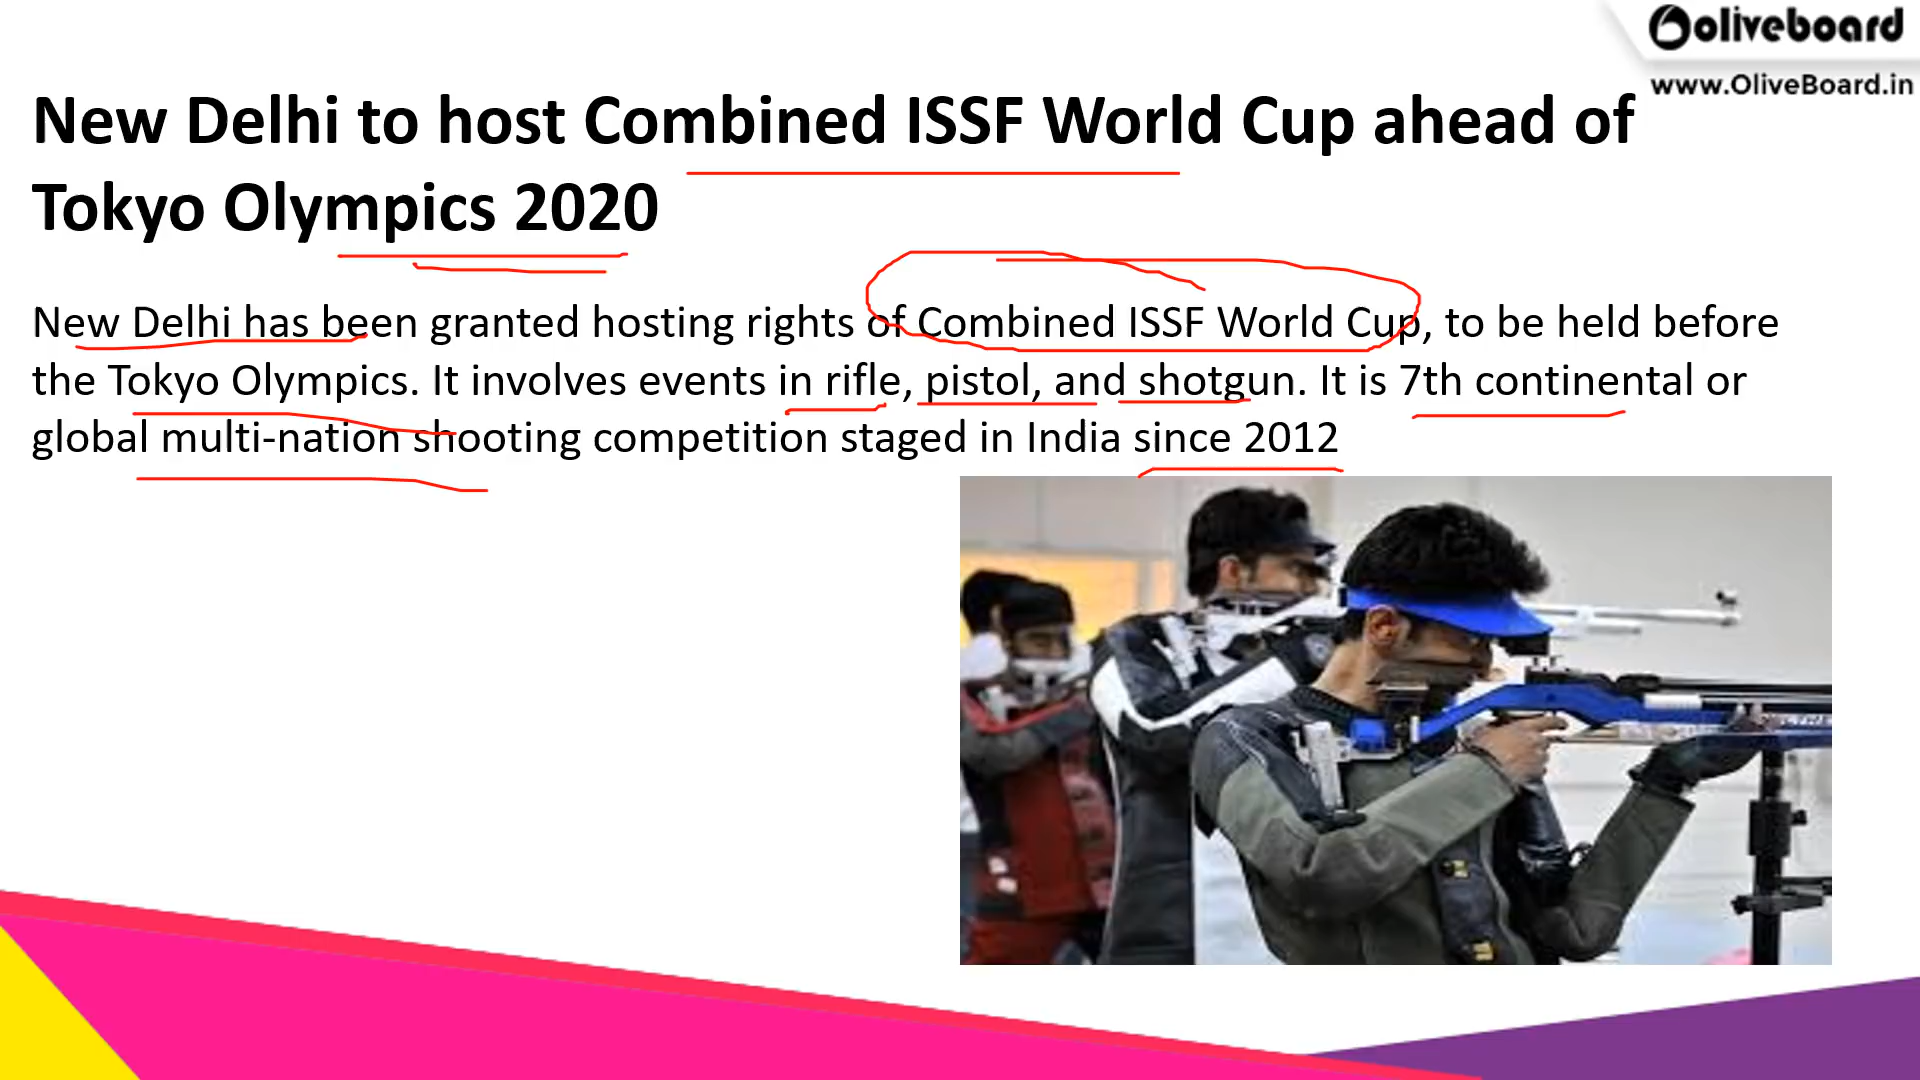 oliveboard
www.OliveBoard.in
New Delhi to host Combined ISSF World Cup ahead of
Tokyo Olympics 2020
New Delhi has been granted hosting rights of Combined ISSF World Cup, to be held before
the Tokyo Olympics. It involves events in rifle, pistol, and shotgun. It is 7th continental or
global multi-nation shooting competition staged in India since 2012